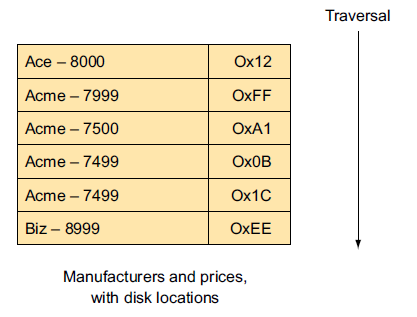 Traversal
Ace – 8000 Ox12
Acme – 7999 OxFF
Acme – 7500 OxA1
Acme – 7499 Ox0B
Acme – 7499 Ox1C
Biz – 8999 OxEE
Manufacturers and prices,
with disk locations